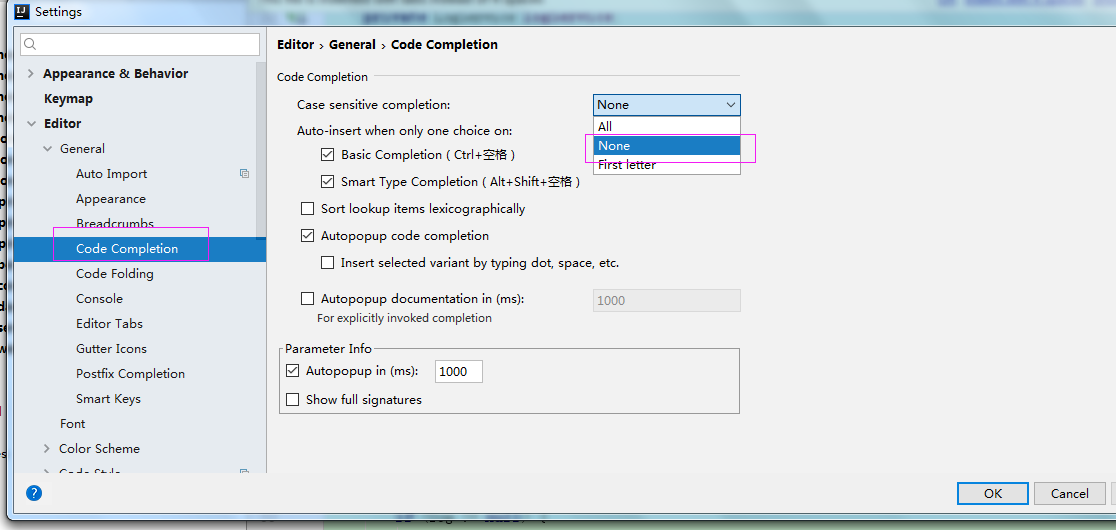 Settings
Appearance & Behavior
Keymap
Editor
General
Auto Import
Appearance
Breadcrumbs
Code Completion
Code Folding
Console
Editor Tabs
Gutter Icons
Postfix Completion
Smart Keys
Font
Color Scheme
Code Style
Editor › General › Code Completion
Code Completion
Case sensitive completion:
None
All
None
First letter
Auto-insert when only one choice on:
Basic Completion ( Ctrl+空格 )
Smart Type Completion ( Alt+Shift+空格 )
Sort lookup items lexicographically
Autopopup code completion
Insert selected variant by typing dot, space, etc.
Autopopup documentation in (ms):
1000
For explicitly invoked completion
Parameter Info
Autopopup in (ms):
1000
Show full signatures
?
OK
Cancel